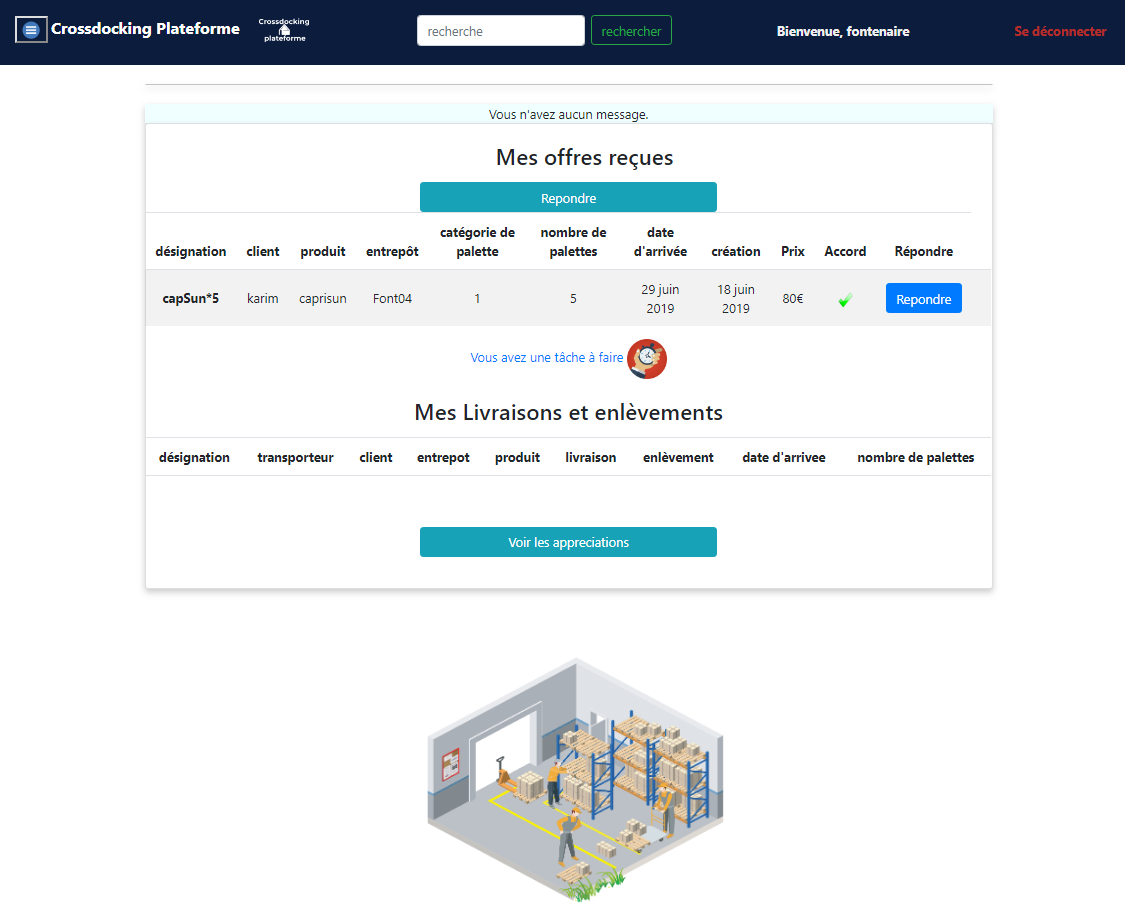 Crossdocking Plateforme
Crossdocking
plateforme
recherche
rechercher
Bienvenue, fontenaire
Se déconnecter
Vous n'avez aucun message.
Mes offres reçues
Repondre
désignation client produit entrepôt catégorie de palette nombre de palettes date d'arrivée création Prix Accord Répondre
capSun*5 karim caprisun Font04 1 5 29 juin 2019 18 juin 2019 80€ Repondre
Vous avez une tâche à faire
Mes Livraisons et enlèvements
désignation transporteur client entrepot produit livraison enlèvement date d'arrivee nombre de palettes
Voir les appreciations